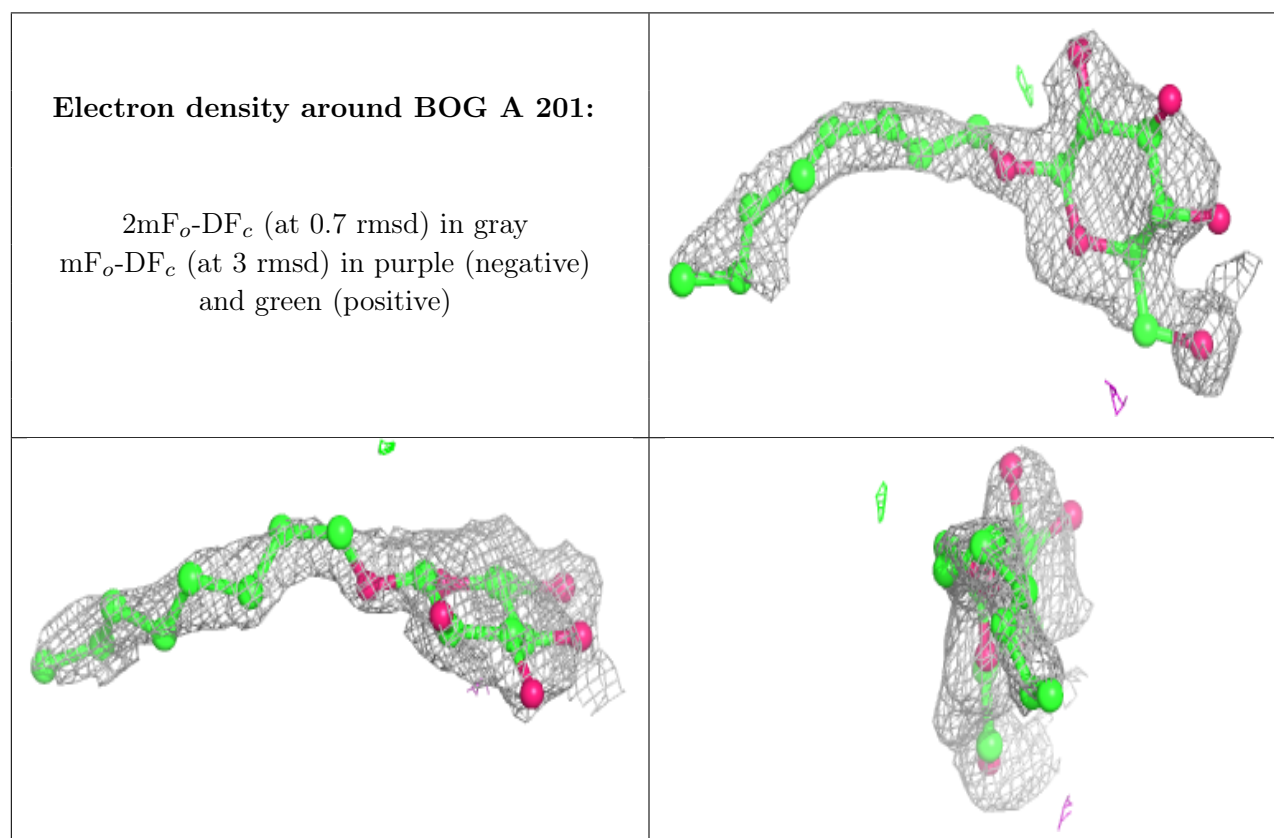 Electron density around BOG A 201:
2mFₒ-DF𝒸 (at 0.7 rmsd) in gray
mFₒ-DF𝒸 (at 3 rmsd) in purple (negative)
and green (positive)